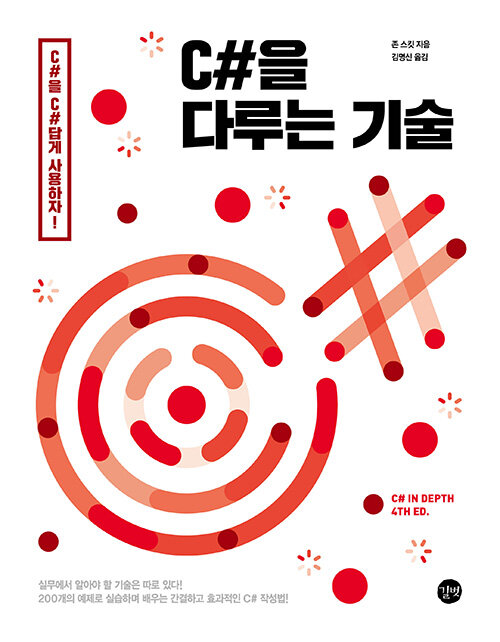 존 스킷 지음
김명신 옮김
C#을
다루는 기술
C#을 C#답게 사용하자!
C# IN DEPTH
4TH ED.
실무에서 알아야 할 기술은 따로 있다!
200개의 예제로 실습하며 배우는 간결하고 효과적인 C# 작성법!
길벗